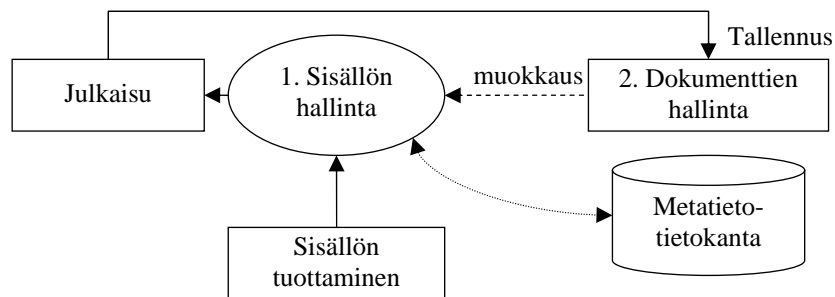 Tallennus
Julkaisu
1. Sisällön
hallinta
muokkaus
2. Dokumenttien
hallinta
Metatieto-
tietokanta
Sisällön
tuottaminen